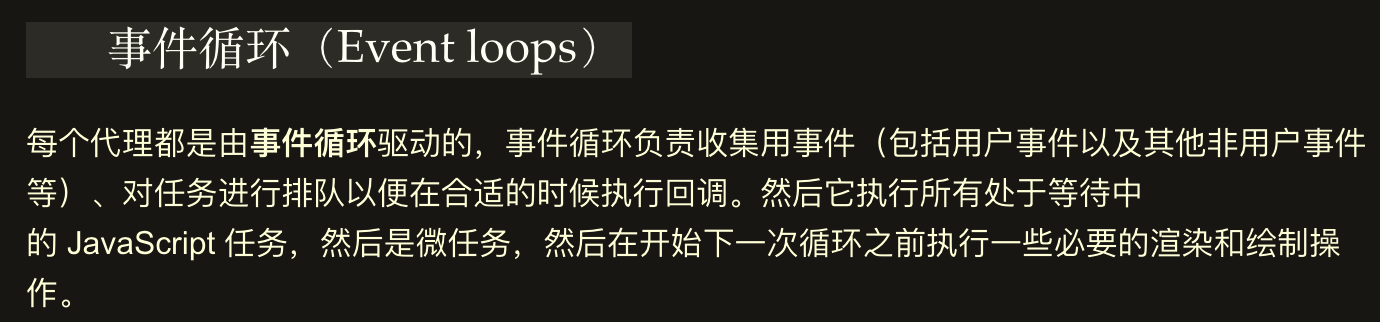 事件循环（Event loops）
每个代理都是由事件循环驱动的，事件循环负责收集用事件（包括用户事件以及其他非用户事件
等）、对任务进行排队以便在合适的时候执行回调。然后它执行所有处于等待中
的 JavaScript 任务，然后是微任务，然后在开始下一次循环之前执行一些必要的渲染和绘制操
作。